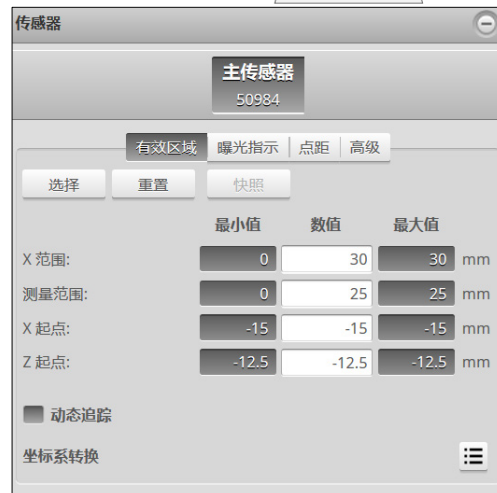 传感器
主传感器
50984
有效区域 曝光指示 点距 高级
选择 重置 快照
最小值 数值 最大值
X 范围: 0 30 30 mm
测量范围: 0 25 25 mm
X 起点: -15 -15 -15 mm
Z 起点: -12.5 -12.5 -12.5 mm
动态追踪
坐标系转换